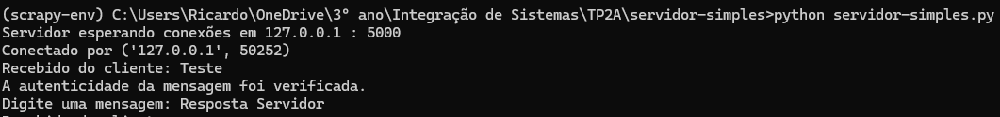 (scrapy-env) C:\Users\Ricardo\OneDrive\3° ano\Integração de Sistemas\TP2A\servidor-simples>python servidor-simples.py
Servidor esperando conexões em 127.0.0.1 : 5000
Conectado por ('127.0.0.1', 50252)
Recebido do cliente: Teste
A autenticidade da mensagem foi verificada.
Digite uma mensagem: Resposta Servidor